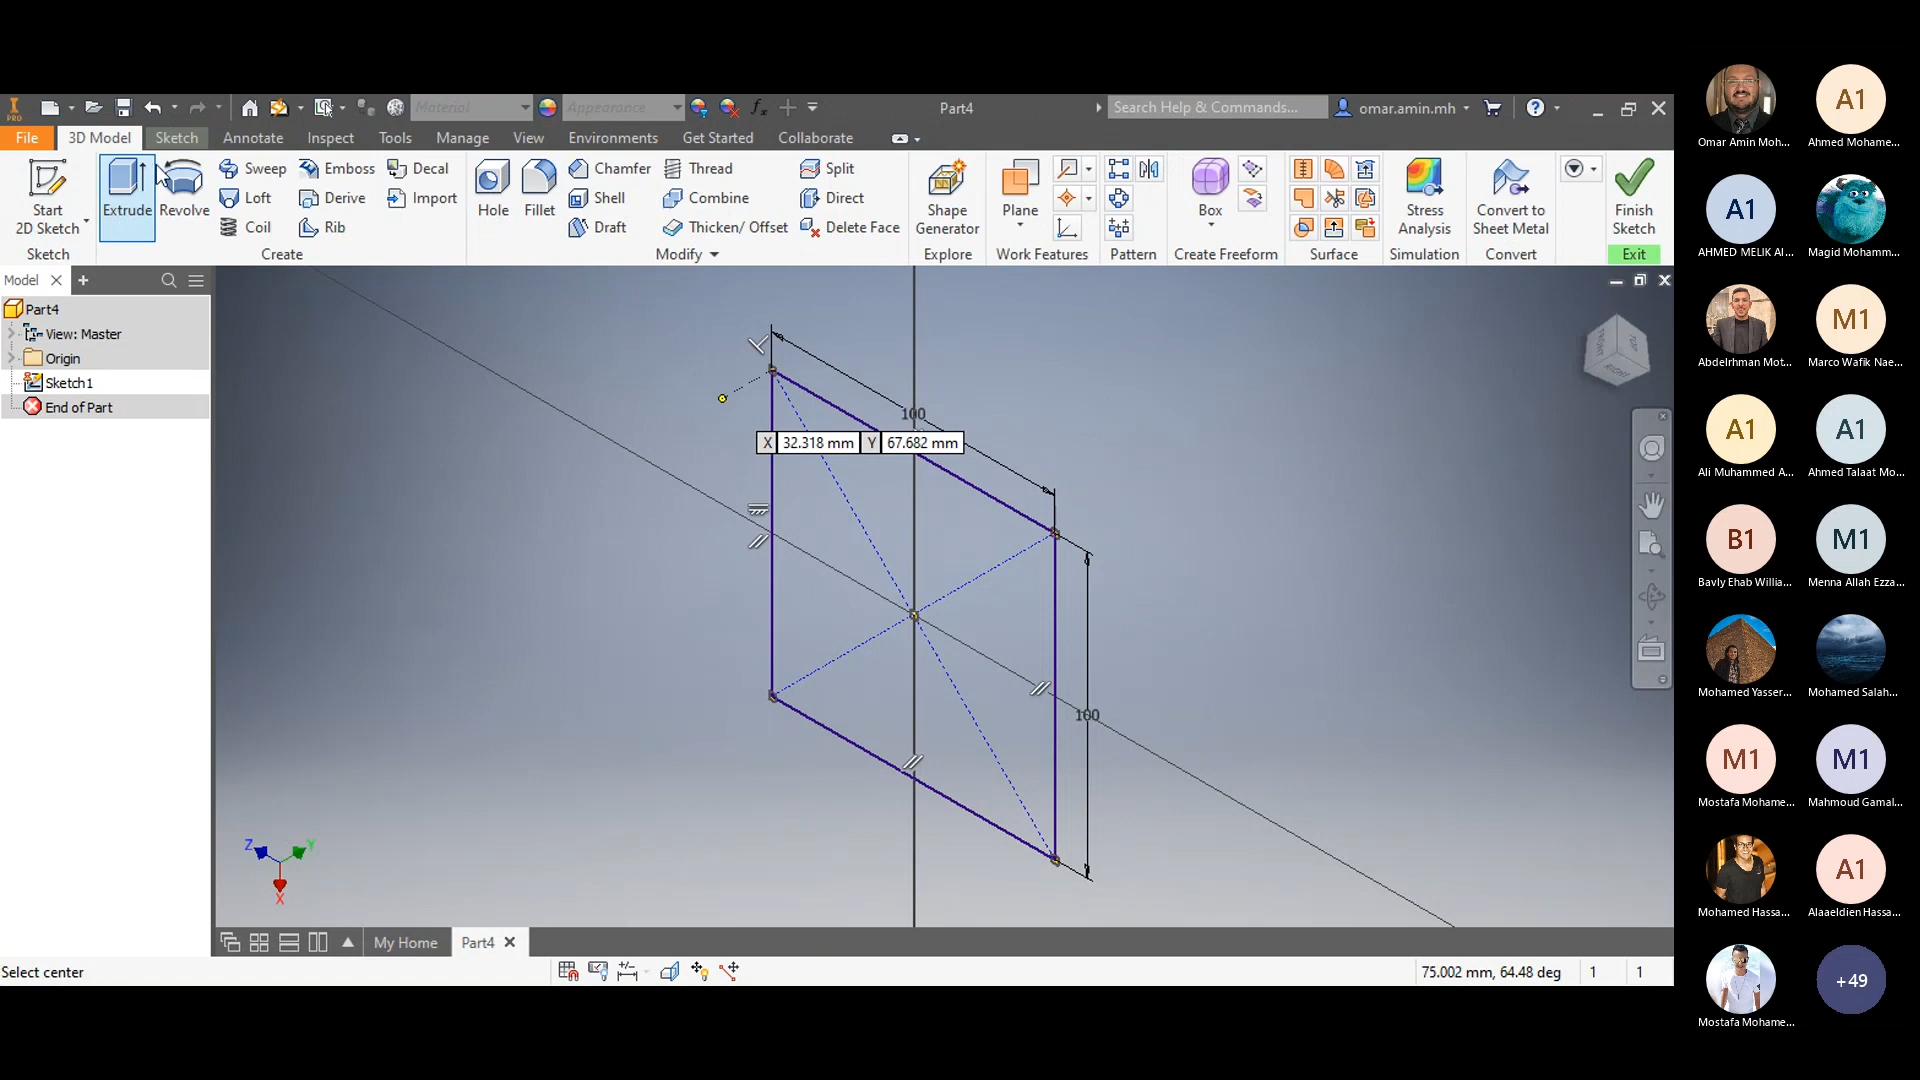 PRO
Material
Appearance
fx
Part4
Search Help & Commands...
omar.amin.mh
File
3D Model
Sketch
Annotate
Inspect
Tools
Manage
View
Environments
Get Started
Collaborate
Start
2D Sketch
Extrude
Revolve
Sweep
Emboss
Decal
Loft
Derive
Import
Coil
Rib
Hole
Fillet
Chamfer
Thread
Split
Shell
Combine
Direct
Draft
Thicken/ Offset
Delete Face
Shape
Generator
Plane
Box
Stress
Analysis
Convert to
Sheet Metal
Finish
Sketch
Sketch
Create
Modify
Explore
Work Features
Pattern
Create Freeform
Surface
Simulation
Convert
Exit
Model
Part4
View: Master
Origin
Sketch1
End of Part
FRONT
TOP
RIGHT
100
X 32.318 mm Y 67.682 mm
100
Z
Y
X
My Home
Part4
Select center
75.002 mm, 64.48 deg
1
1
Omar Amin Moh...
A1
Ahmed Mohame...
A1
AHMED MELIK Al...
Magid Mohamm...
Abdelrhman Mot...
M1
Marco Wafik Nae...
A1
Ali Muhammed A...
A1
Ahmed Talaat Mo...
B1
Bavly Ehab Willia...
M1
Menna Allah Ezza...
Mohamed Yasser...
Mohamed Salah...
M1
Mostafa Mohame...
M1
Mahmoud Gamal...
Mohamed Hassa...
A1
Alaaeldien Hassa...
Mostafa Mohame...
+49